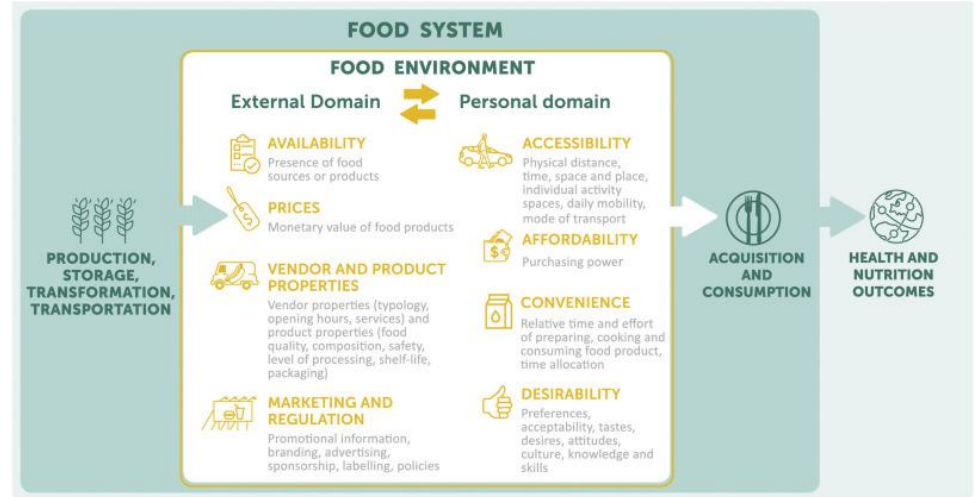 FOOD SYSTEM
FOOD ENVIRONMENT
External Domain
Personal domain
PRODUCTION,
STORAGE,
TRANSFORMATION,
TRANSPORTATION
AVAILABILITY
Presence of food
sources or products
PRICES
Monetary value of food products
VENDOR AND PRODUCT
PROPERTIES
Vendor properties (typology,
opening hours, services) and
product properties (food
quality, composition, safety,
level of processing, shelf-life,
packaging)
MARKETING AND
REGULATION
Promotional information,
branding, advertising,
sponsorship, labelling, policies
ACCESSIBILITY
Physical distance,
time, space and place,
individual activity
spaces, daily mobility,
mode of transport
AFFORDABILITY
Purchasing power
CONVENIENCE
Relative time and effort
of preparing, cooking and
consuming food product,
time allocation
DESIRABILITY
Preferences,
acceptability, tastes,
desires, attitudes,
culture, knowledge and
skills
ACQUISITION
AND
CONSUMPTION
HEALTH AND
NUTRITION
OUTCOMES